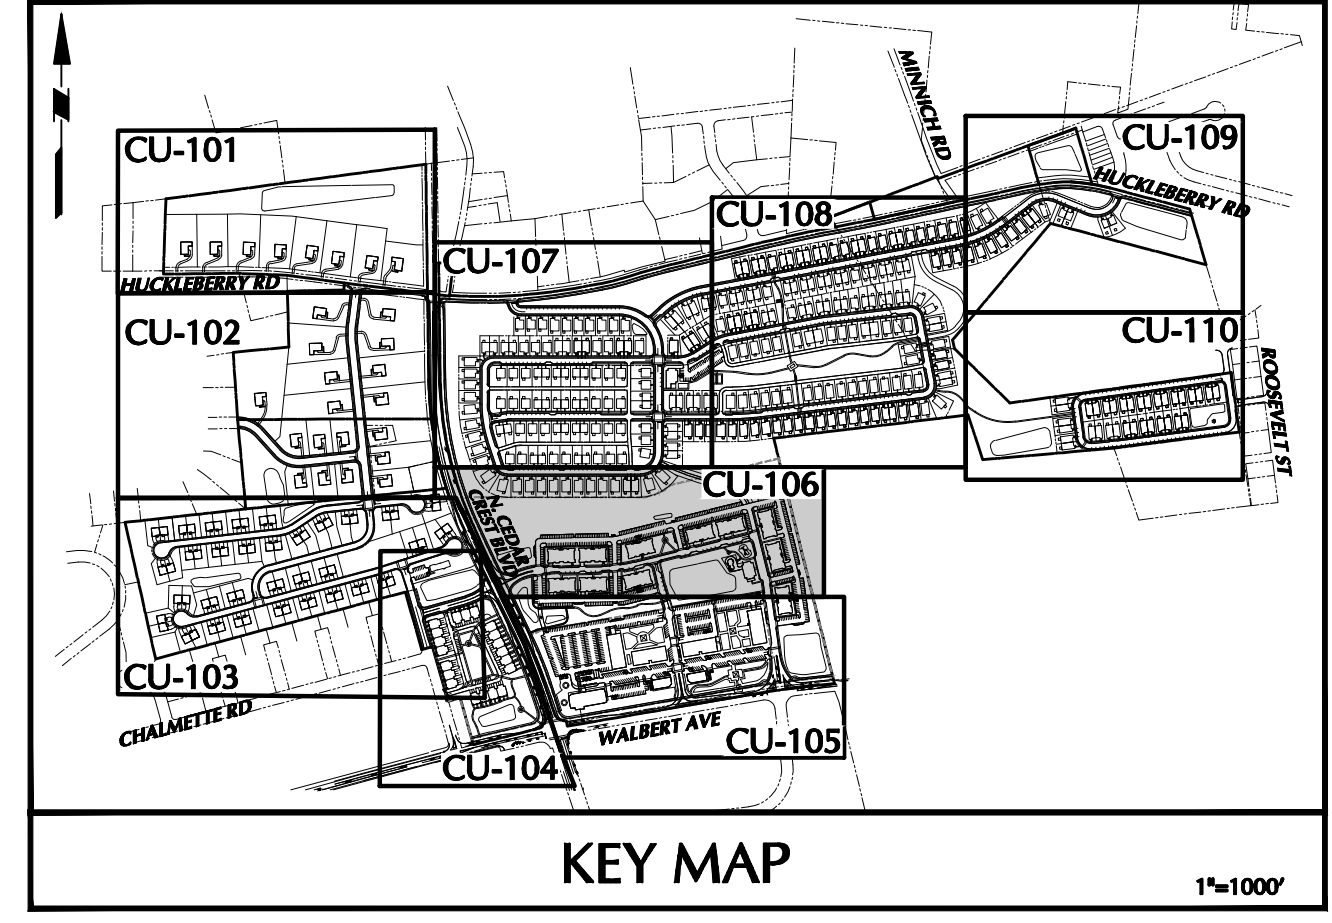 MINNICH RD
CU-101
CU-109
HUCKLEBERRY RD
CU-108
CU-107
HUCKLEBERRY RD
CU-102
CU-110
ROOSEVELT ST
CU-106
N. CEDAR
CREST BLVD
CU-103
CHALMETTE RD
WALBERT AVE
CU-105
CU-104
KEY MAP
1"=1000'